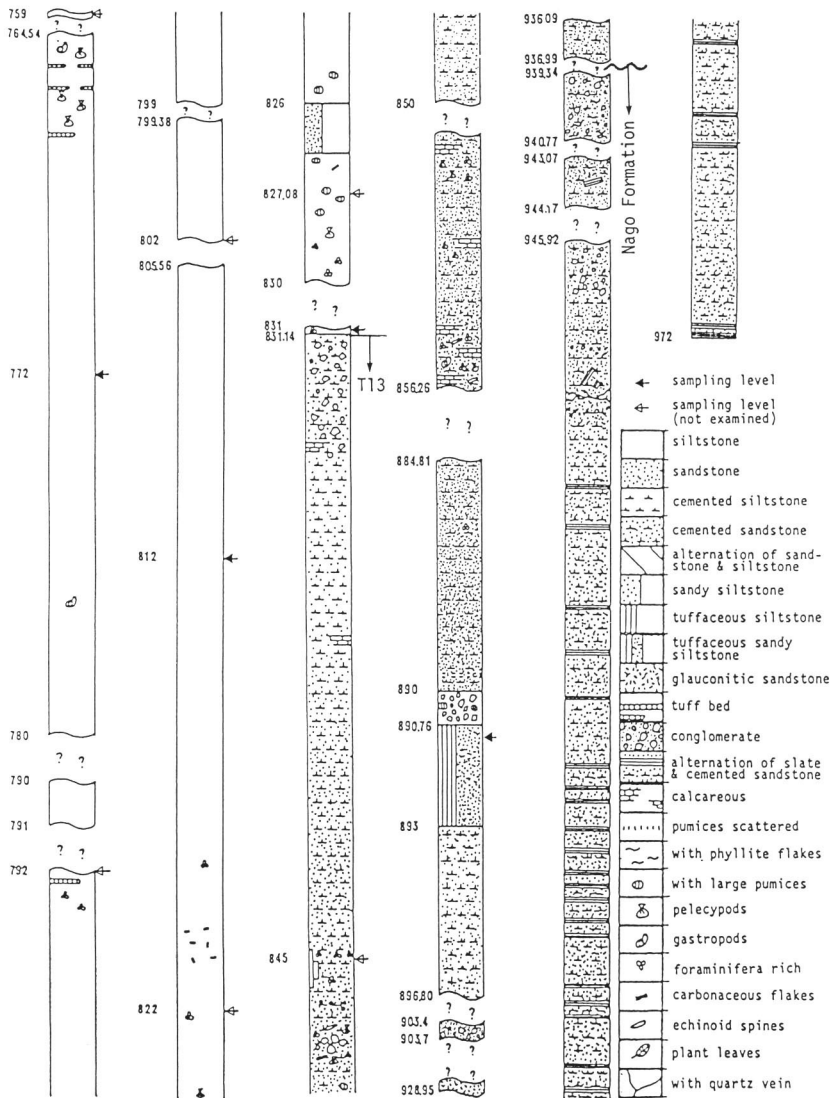 759
? ?
764,54
772
780
? ?
790
791
? ?
792
799
? ?
799.38
802
805,56
812
822
826
827,08
830
? ?
831
831.14
T13
845
850
? ?
856,26
? ?
884,81
890
890,76
893
896,80
? ?
903.4
903,7
? ?
928,95
936,09
936,99
?
939,34
Nago Formation
940,77
? ?
943,07
944,17
? ?
945,92
972
sampling level
sampling level
(not examined)
siltstone
sandstone
cemented siltstone
cemented sandstone
alternation of sand-
stone & siltstone
sandy siltstone
tuffaceous siltstone
tuffaceous sandy
siltstone
glauconitic sandstone
tuff bed
conglomerate
alternation of slate
& cemented sandstone
calcareous
pumices scattered
with phyllite flakes
with large pumices
pelecypods
gastropods
foraminifera rich
carbonaceous flakes
echinoid spines
plant leaves
with quartz vein